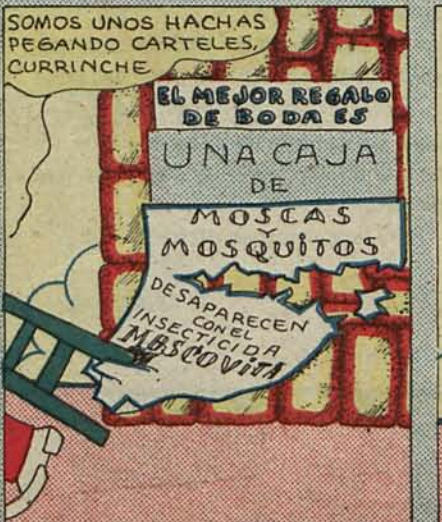 SOMOS UNOS HACHAS
PEGANDO CARTELES,
CURRINCHE
EL MEJOR REGALO
DE BODA ES
UNA CAJA
DE
MOSCAS
Y
MOSQUITOS
DESAPARECEN
CON EL
INSECTICIDA
MOSCOVITA